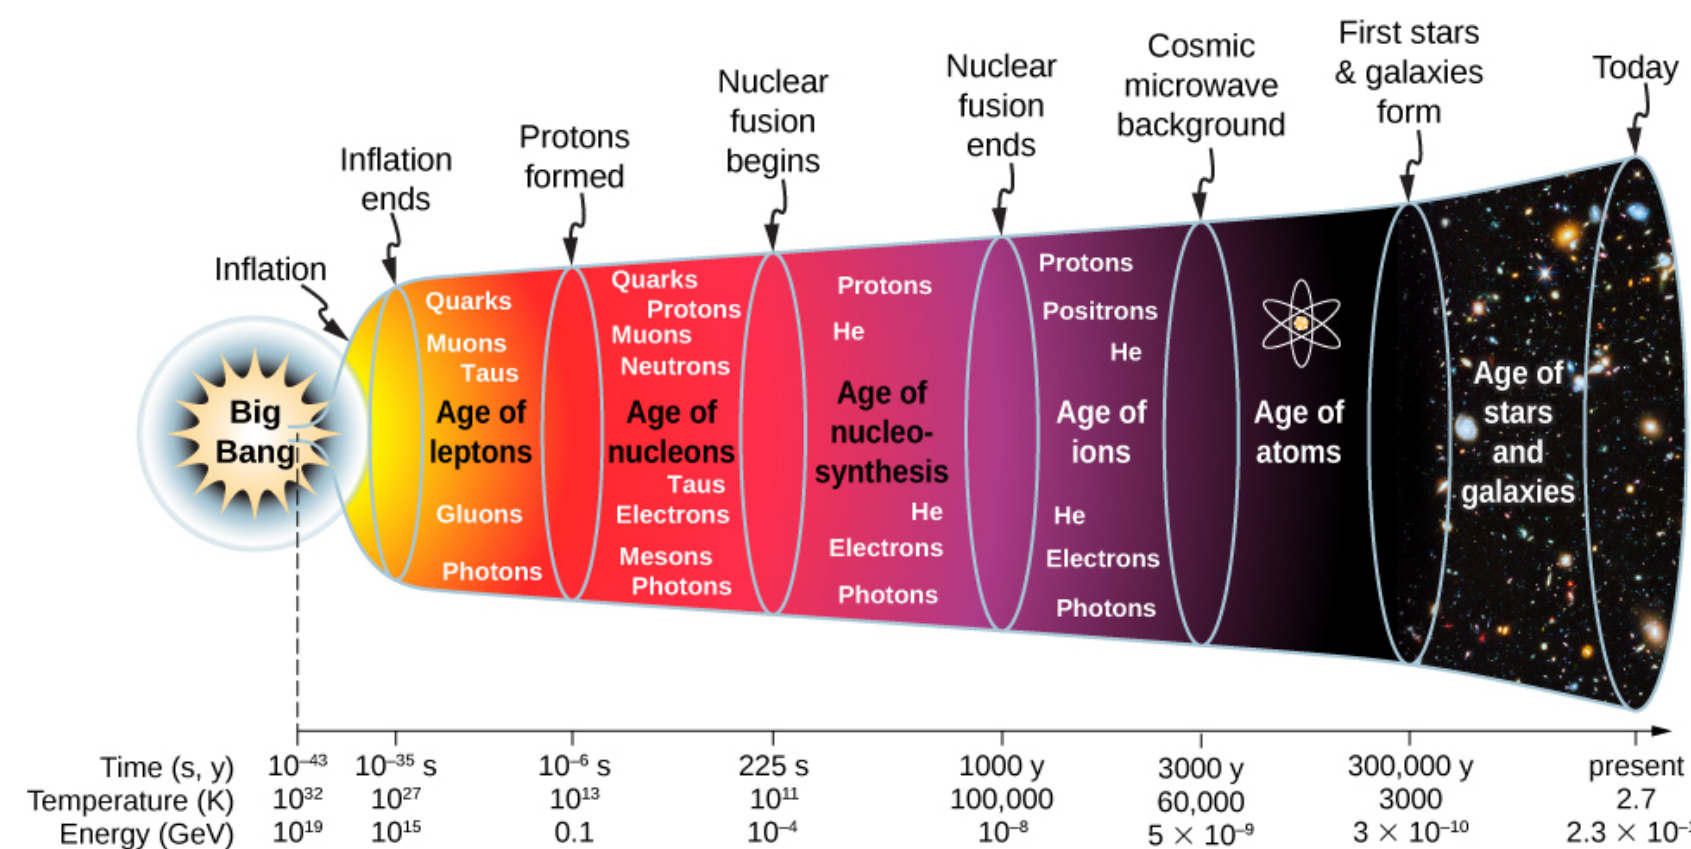 Inflation
Inflation
ends
Protons
formed
Nuclear
fusion
begins
Nuclear
fusion
ends
Cosmic
microwave
background
First stars
& galaxies
form
Today
Big
Bang
Quarks
Muons
Taus
Age of
leptons
Gluons
Photons
Quarks
Protons
Muons
Neutrons
Age of
nucleons
Taus
Electrons
Mesons
Photons
Protons
He
Age of
nucleo-
synthesis
He
Electrons
Photons
Protons
Positrons
He
Age of
ions
He
Electrons
Photons
Age of
atoms
Age of
stars
and
galaxies
Time (s, y) 10⁻⁴³ 10⁻³⁵ s 10⁻⁶ s 225 s 1000 y 3000 y 300,000 y present
Temperature (K) 10³² 10²⁷ 10¹³ 10¹¹ 100,000 60,000 3000 2.7
Energy (GeV) 10¹⁹ 10¹⁵ 0.1 10⁻⁴ 10⁻⁸ 5 × 10⁻⁹ 3 × 10⁻¹⁰ 2.3 × 10⁻